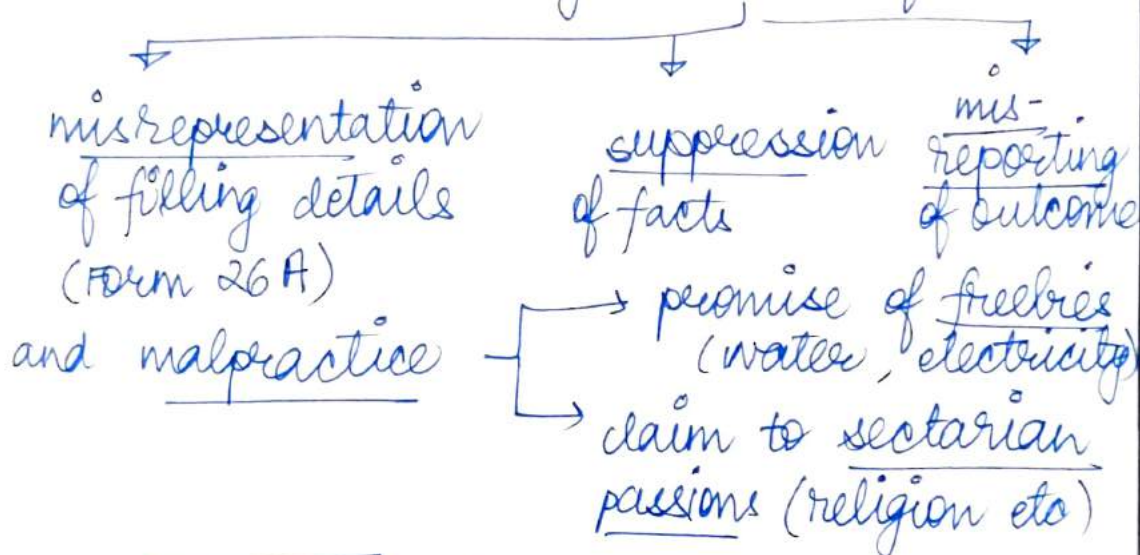 misrepresentation
of filling details
(Form 26A)
suppression
of facts
mis-
reporting
of outcome
and malpractice
promise of freebies
(water, electricity)
claim to sectarian
passions (religion etc)